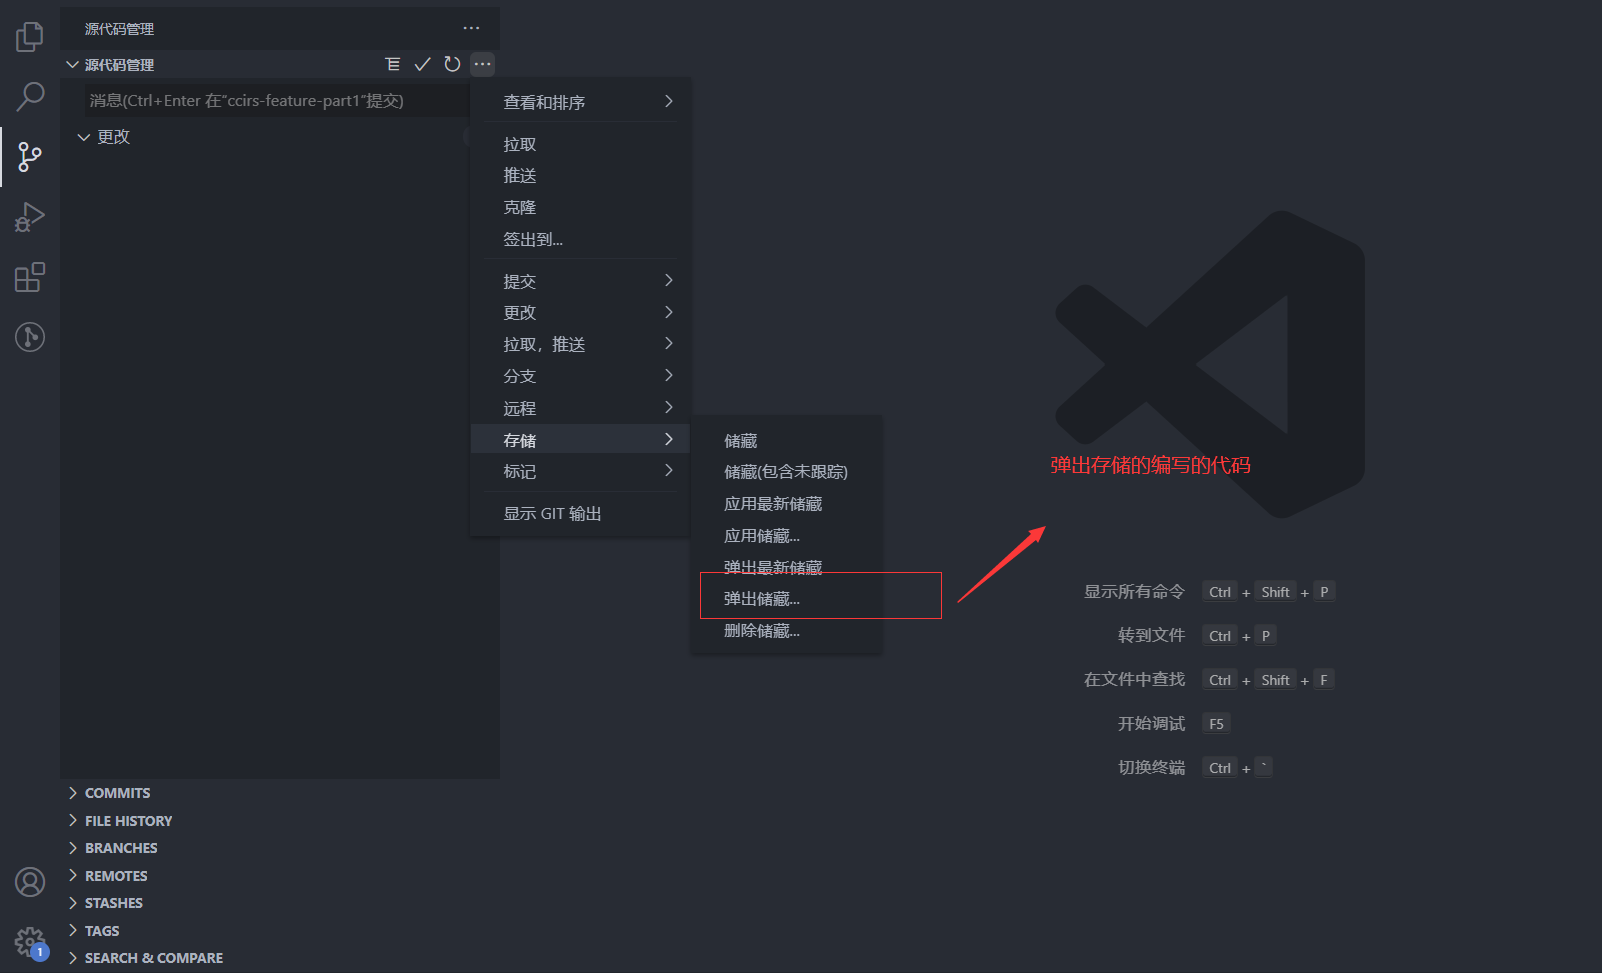 源代码管理
源代码管理
消息(Ctrl+Enter 在"ccirs-feature-part1"提交)
更改
查看和排序
拉取
推送
克隆
签出到...
提交
更改
拉取，推送
分支
远程
存储
标记
显示 GIT 输出
储藏
储藏(包含未跟踪)
应用最新储藏
应用储藏...
弹出最新储藏
弹出储藏...
删除储藏...
弹出存储的编写的代码
显示所有命令 Ctrl + Shift + P
转到文件 Ctrl + P
在文件中查找 Ctrl + Shift + F
开始调试 F5
切换终端 Ctrl + `
COMMITS
FILE HISTORY
BRANCHES
REMOTES
STASHES
TAGS
SEARCH & COMPARE
1